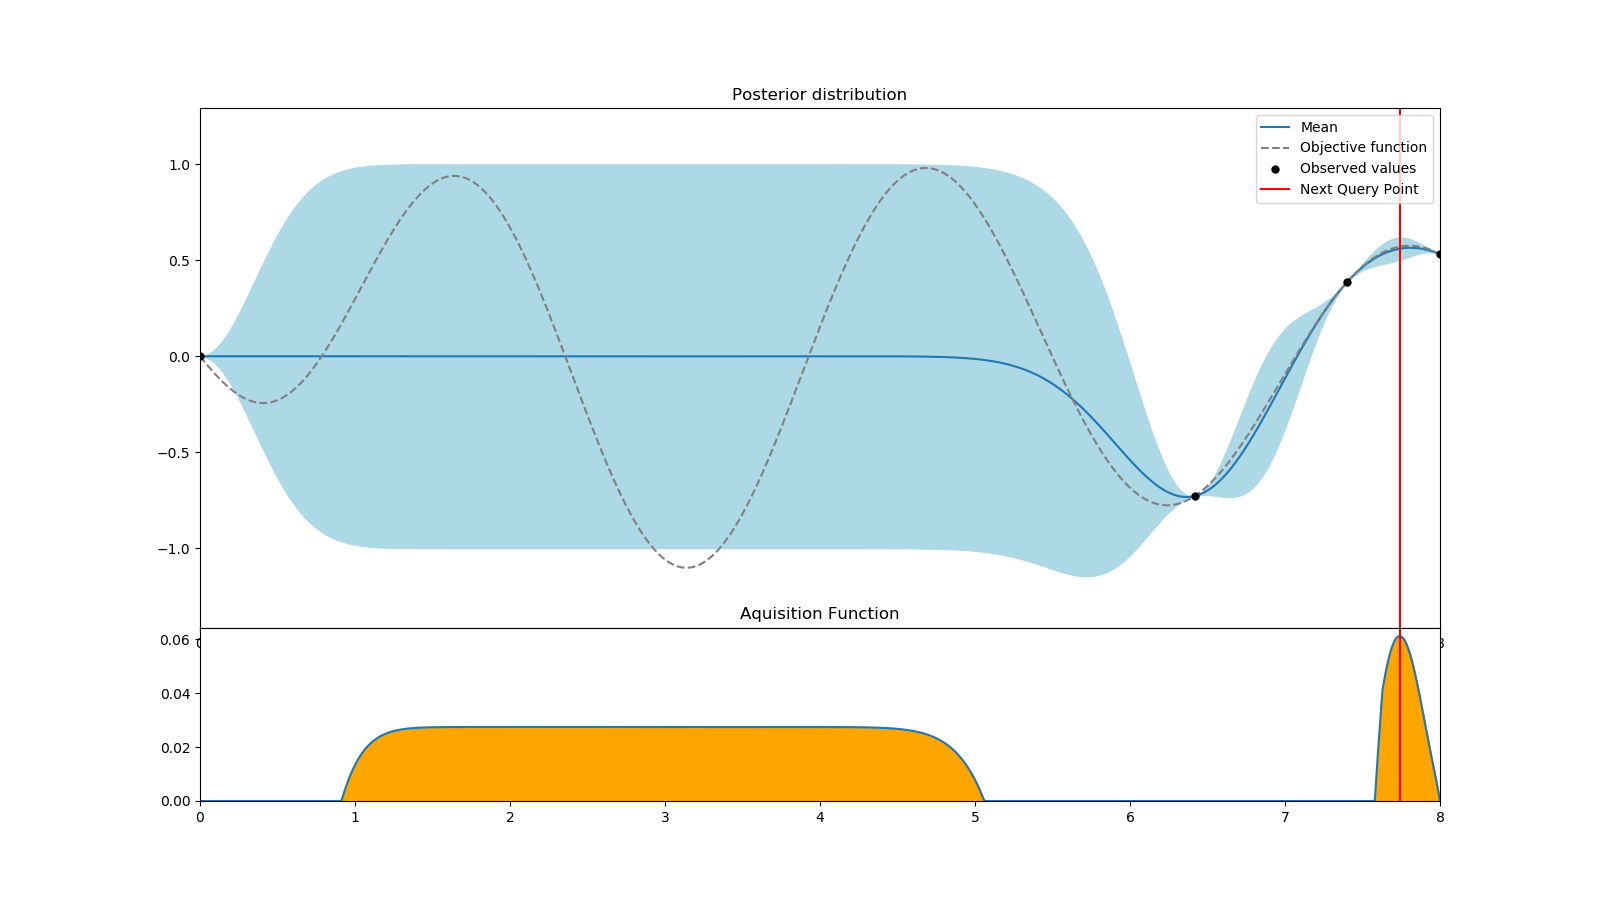 Posterior distribution
Mean
Objective function
Observed values
Next Query Point
1.0
0.5
0.0
−0.5
−1.0
Aquisition Function
0.06
0.04
0.02
0.00
0 1 2 3 4 5 6 7 8